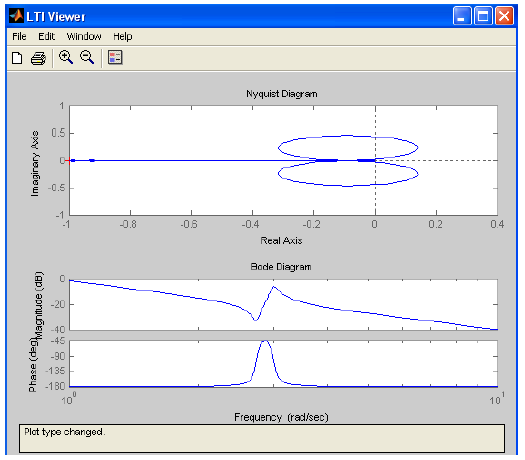 LTI Viewer
File Edit Window Help
Nyquist Diagram
Imaginary Axis
1
0.5
0
-0.5
-1
-1 -0.8 -0.6 -0.4 -0.2 0 0.2 0.4
Real Axis
Bode Diagram
Magnitude (dB)
0
-20
-40
Phase (deg)
-45
-90
-135
-180
10^0 10^1
Frequency (rad/sec)
Plot type changed.